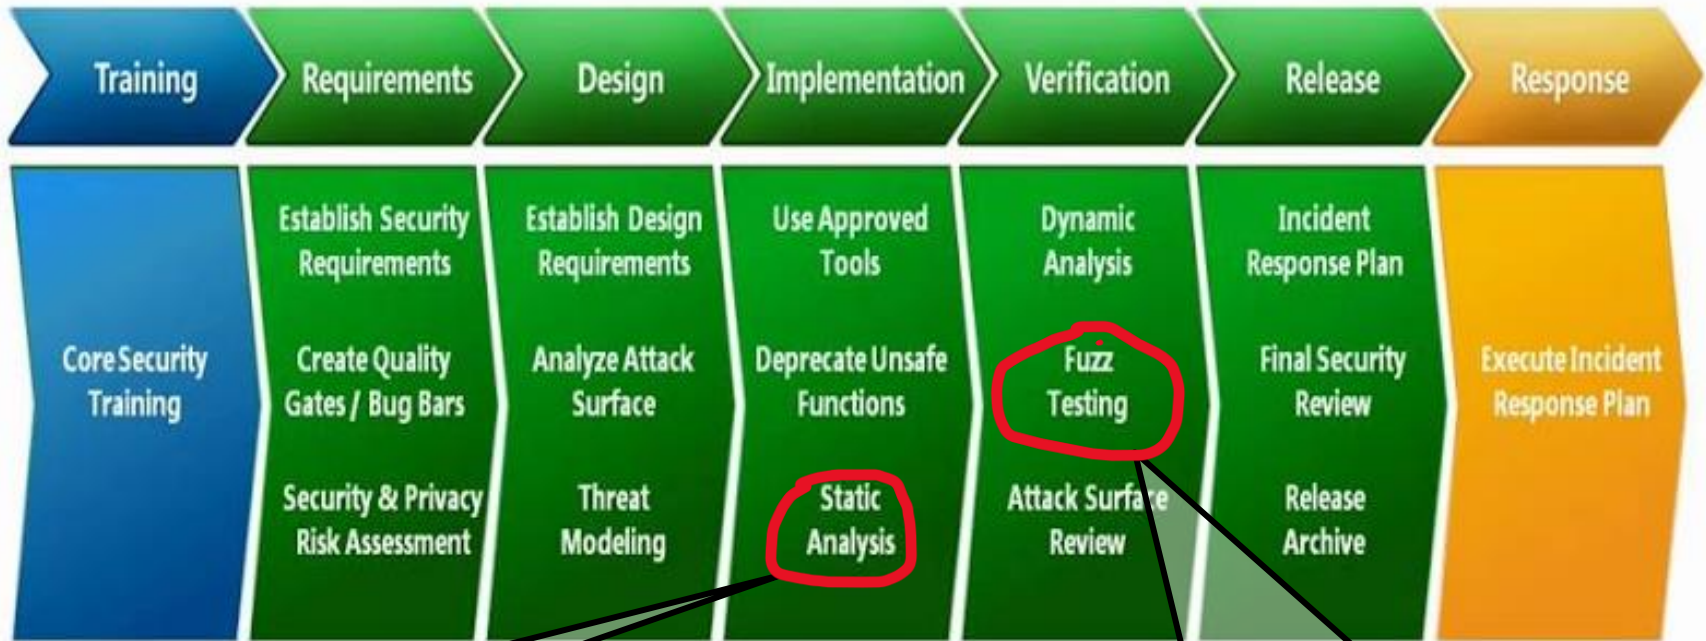 Training
Requirements
Design
Implementation
Verification
Release
Response
Core Security
Training
Establish Security
Requirements
Create Quality
Gates / Bug Bars
Security & Privacy
Risk Assessment
Establish Design
Requirements
Analyze Attack
Surface
Threat
Modeling
Use Approved
Tools
Deprecate Unsafe
Functions
Static
Analysis
Dynamic
Analysis
Fuzz
Testing
Attack Surface
Review
Incident
Response Plan
Final Security
Review
Release
Archive
Execute Incident
Response Plan